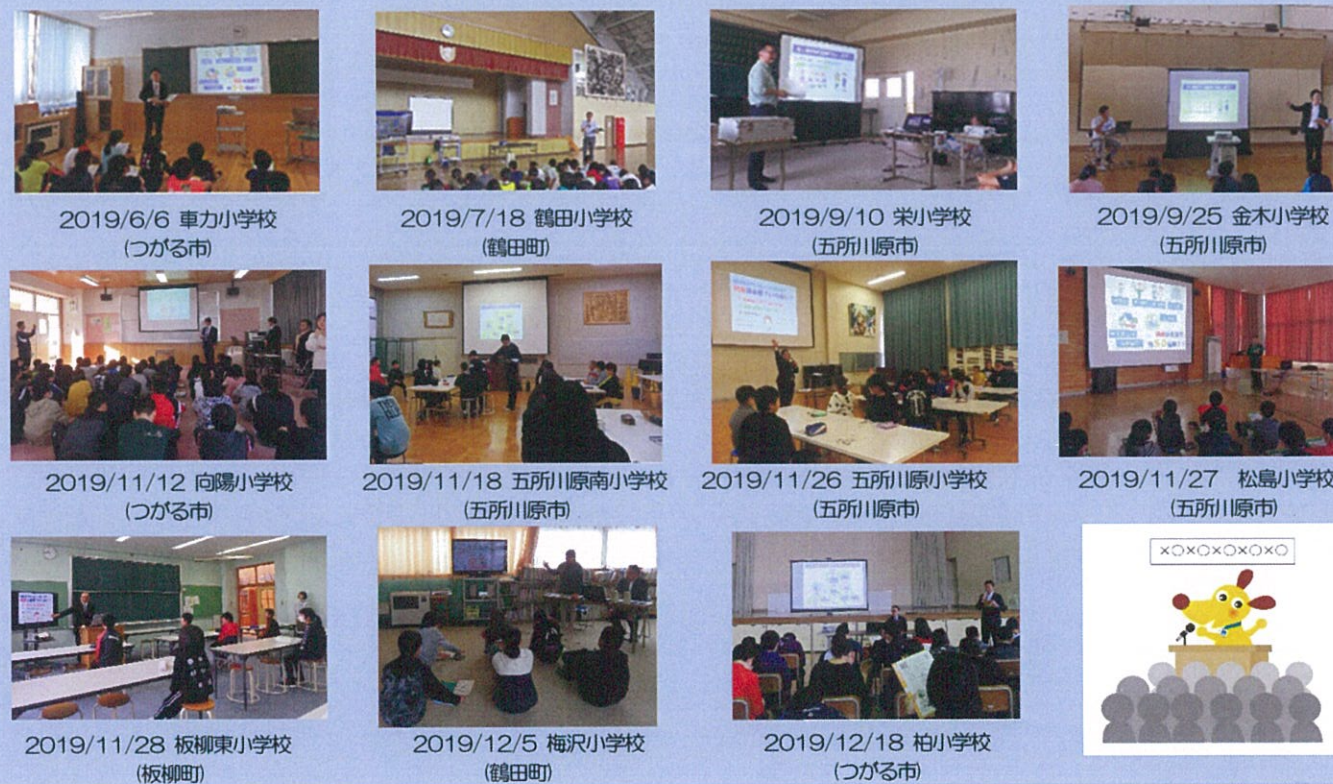 2019/6/6 車力小学校
(つがる市)
2019/7/18 鶴田小学校
(鶴田町)
2019/9/10 栄小学校
(五所川原市)
2019/9/25 金木小学校
(五所川原市)
2019/11/12 向陽小学校
(つがる市)
2019/11/18 五所川原南小学校
(五所川原市)
2019/11/26 五所川原小学校
(五所川原市)
2019/11/27 松島小学校
(五所川原市)
×○×○×○×○×○
2019/11/28 板柳東小学校
(板柳町)
2019/12/5 梅沢小学校
(鶴田町)
2019/12/18 柏小学校
(つがる市)